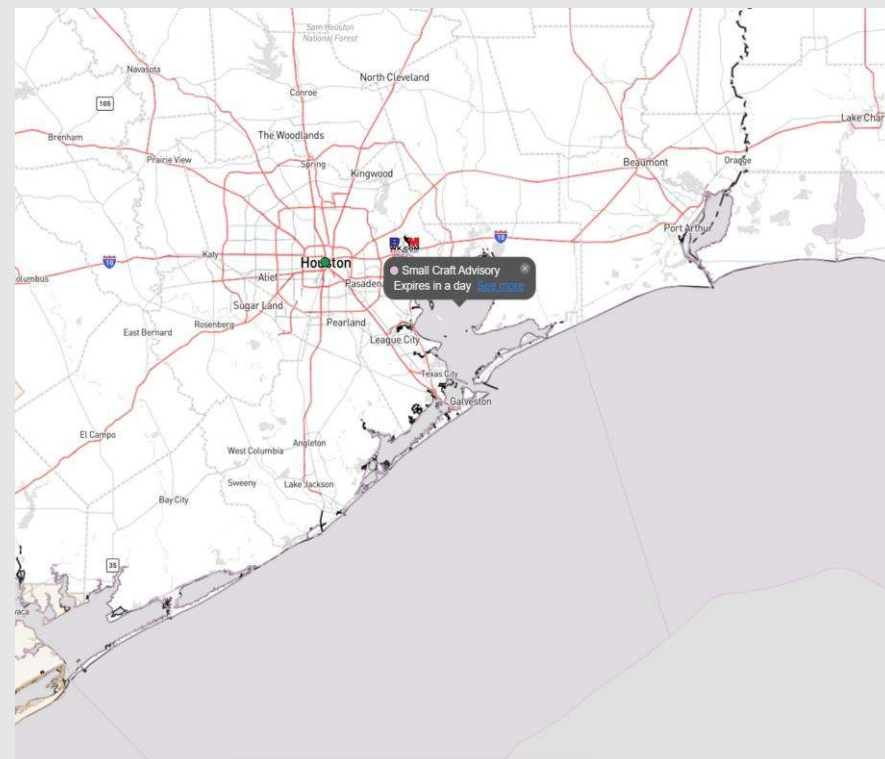 Sam Houston
National Forest
Navasota
North Cleveland
105
Conroe
Lake Char
Brenham
The Woodlands
Prairie View
Spring
Beaumont
Orange
Kingwood
Port Arthur
10
10
Katy
Houston
Columbus
Alief
Pasadena
Small Craft Advisory
Expires in a day See more
Sugar Land
Rosenberg
Pearland
East Bernard
League City
Texas City
Galveston
El Campo
Angleton
West Columbia
Sweeny
Lake Jackson
Bay City
35
vaca